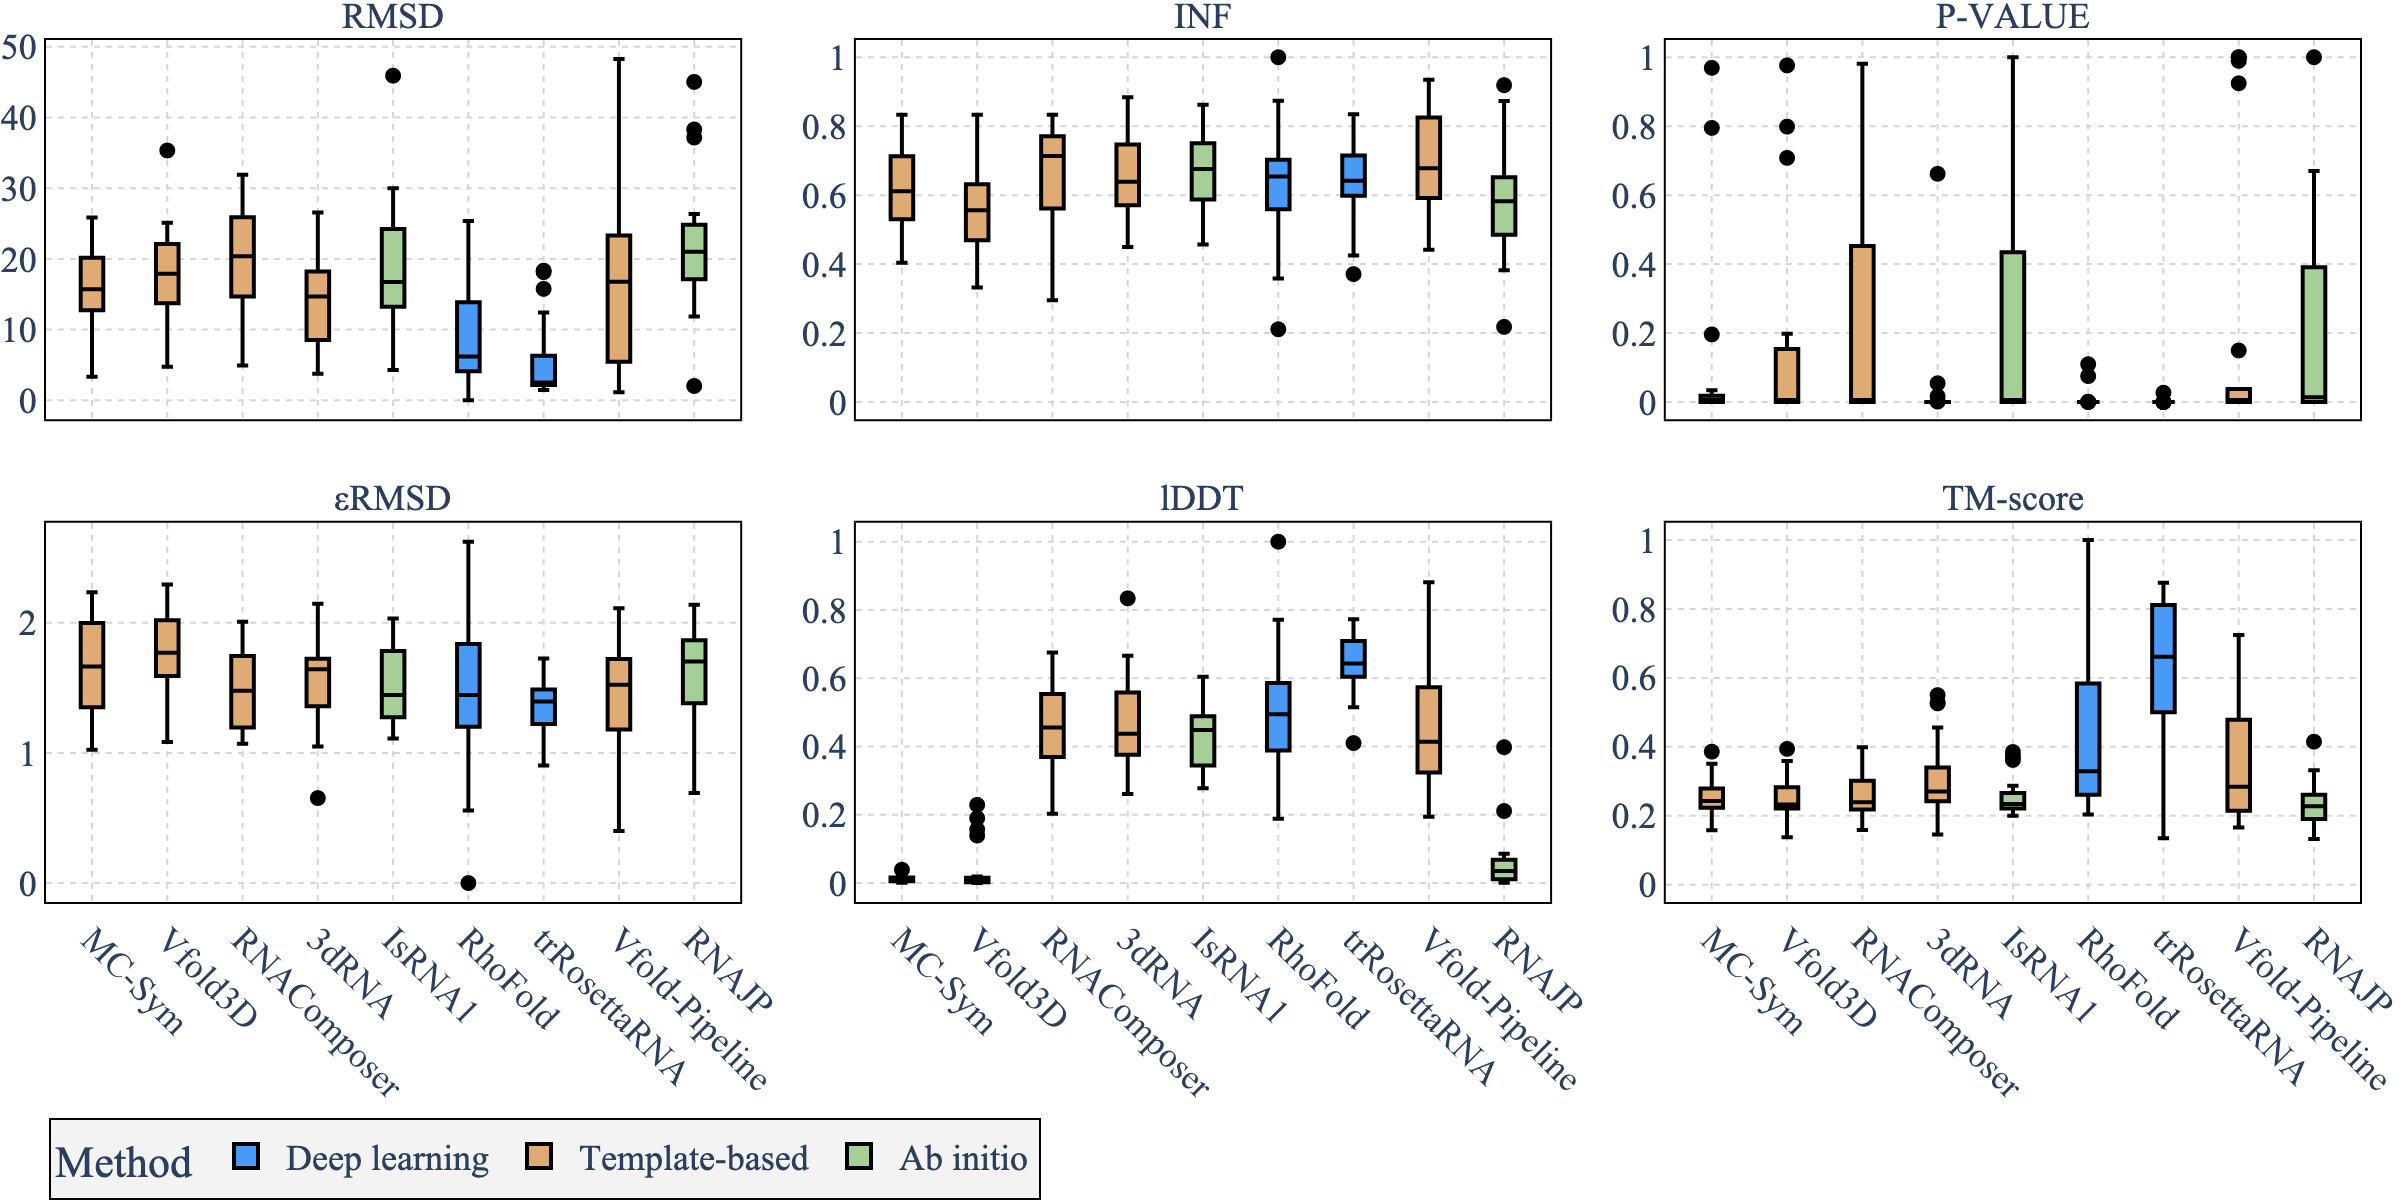 RMSD
50
40
30
20
10
0
INF
1
0.8
0.6
0.4
0.2
0
P-VALUE
1
0.8
0.6
0.4
0.2
0
εRMSD
2
1
0
MC-Sym
Vfold3D
RNAComposer
3dRNA
IsRNA1
RhoFold
trRosettaRNA
Vfold-Pipeline
RNAJP
lDDT
1
0.8
0.6
0.4
0.2
0
MC-Sym
Vfold3D
RNAComposer
3dRNA
IsRNA1
RhoFold
trRosettaRNA
Vfold-Pipeline
RNAJP
TM-score
1
0.8
0.6
0.4
0.2
0
MC-Sym
Vfold3D
RNAComposer
3dRNA
IsRNA1
RhoFold
trRosettaRNA
Vfold-Pipeline
RNAJP
Method Deep learning Template-based Ab initio